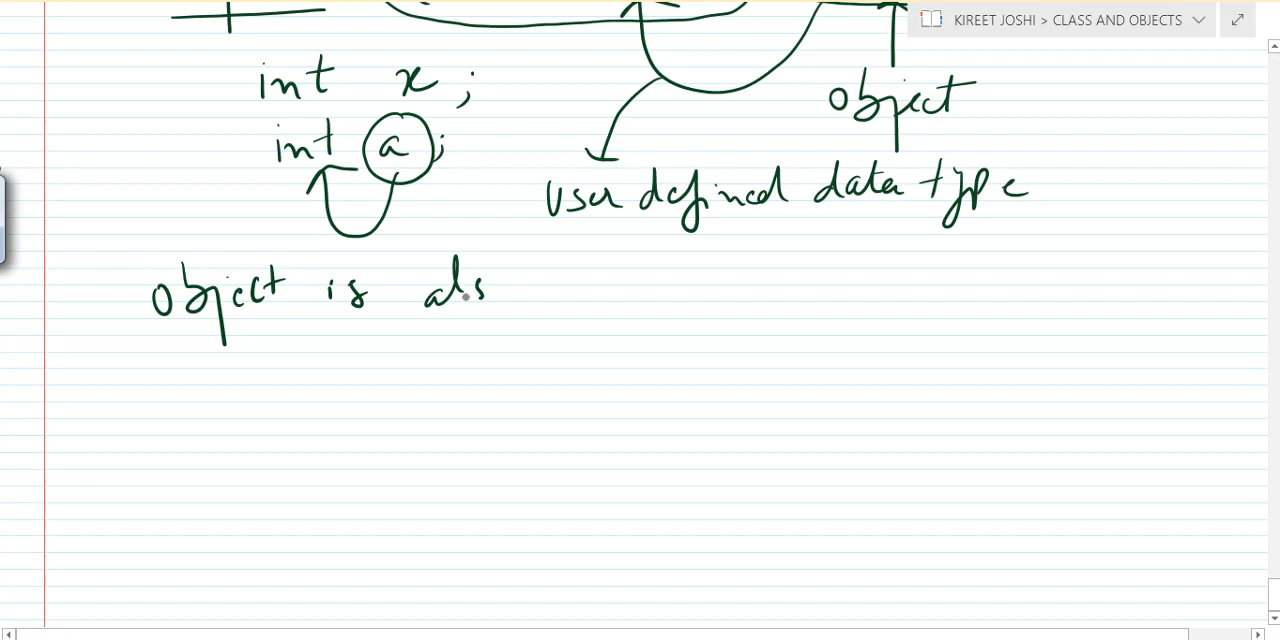 KIREET JOSHI > CLASS AND OBJECTS
int x;
object
int a;
User defined data type
object is als